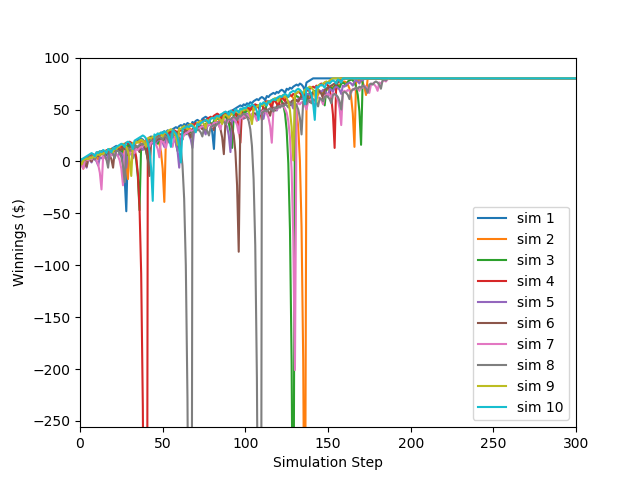 100
50
0
−50
−100
−150
−200
−250
Winnings ($)
0 50 100 150 200 250 300
Simulation Step
sim 1
sim 2
sim 3
sim 4
sim 5
sim 6
sim 7
sim 8
sim 9
sim 10